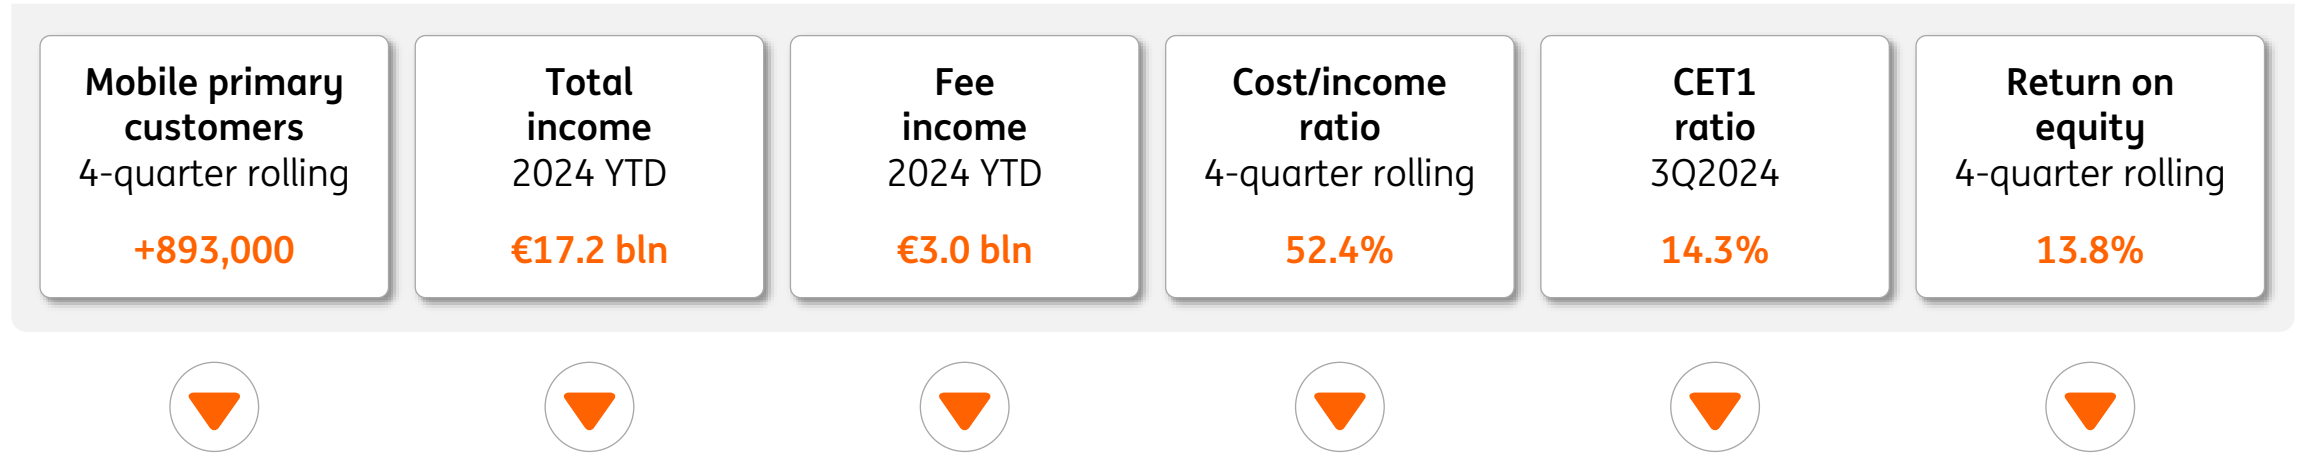 Mobile primary
customers
4-quarter rolling
+893,000
Total
income
2024 YTD
€17.2 bln
Fee
income
2024 YTD
€3.0 bln
Cost/income
ratio
4-quarter rolling
52.4%
CET1
ratio
3Q2024
14.3%
Return on
equity
4-quarter rolling
13.8%